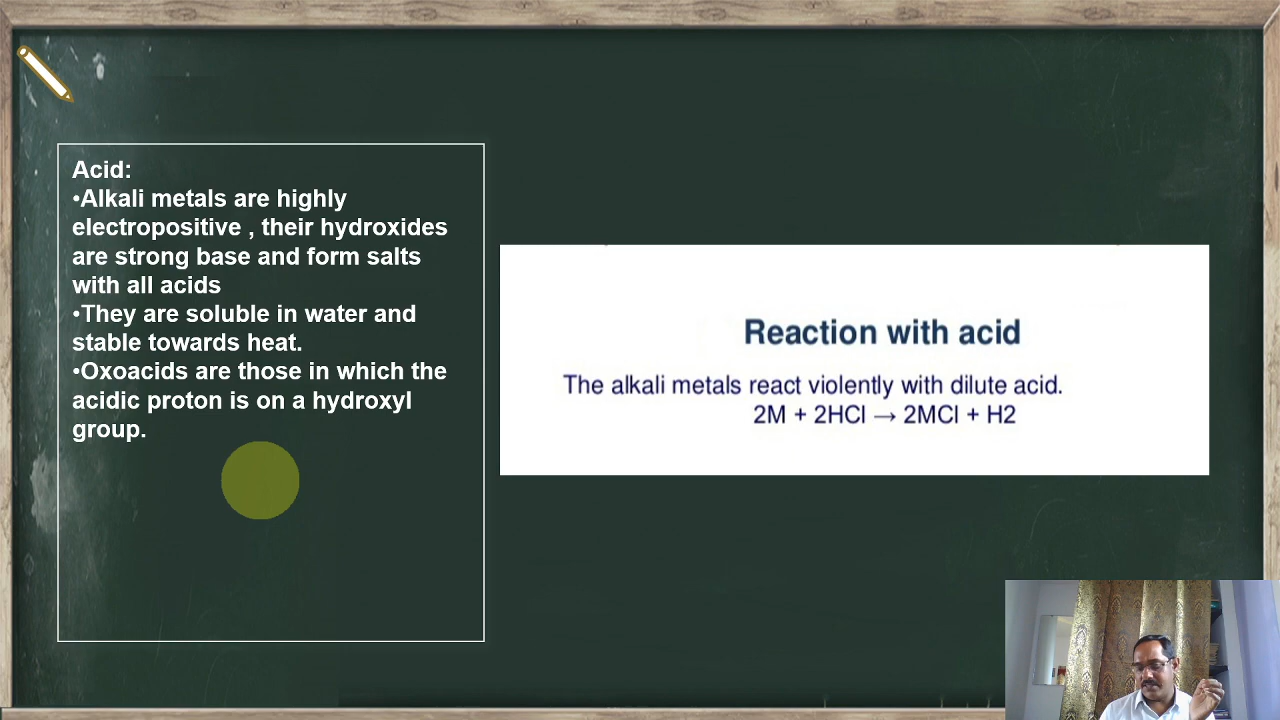 Acid:
•Alkali metals are highly
electropositive , their hydroxides
are strong base and form salts
with all acids
•They are soluble in water and
stable towards heat.
•Oxoacids are those in which the
acidic proton is on a hydroxyl
group.
Reaction with acid
The alkali metals react violently with dilute acid.
2M + 2HCl → 2MCl + H2